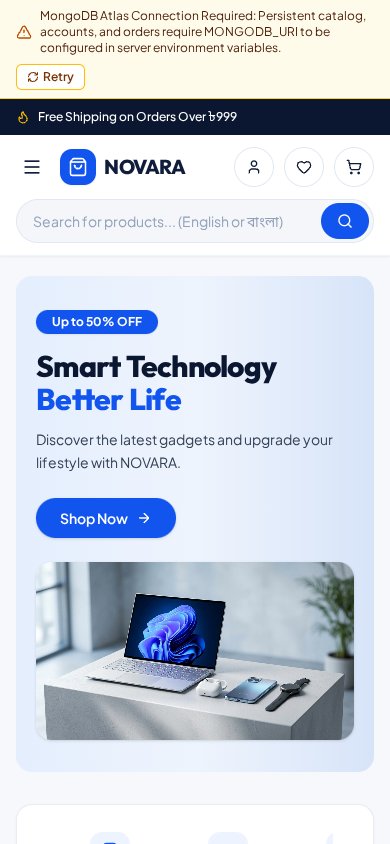 MongoDB Atlas Connection Required: Persistent catalog,
accounts, and orders require MONGODB_URI to be
configured in server environment variables.
Retry
Free Shipping on Orders Over ৳999
NOVARA
Search for products... (English or বাংলা)
Up to 50% OFF
Smart Technology
Better Life
Discover the latest gadgets and upgrade your
lifestyle with NOVARA.
Shop Now